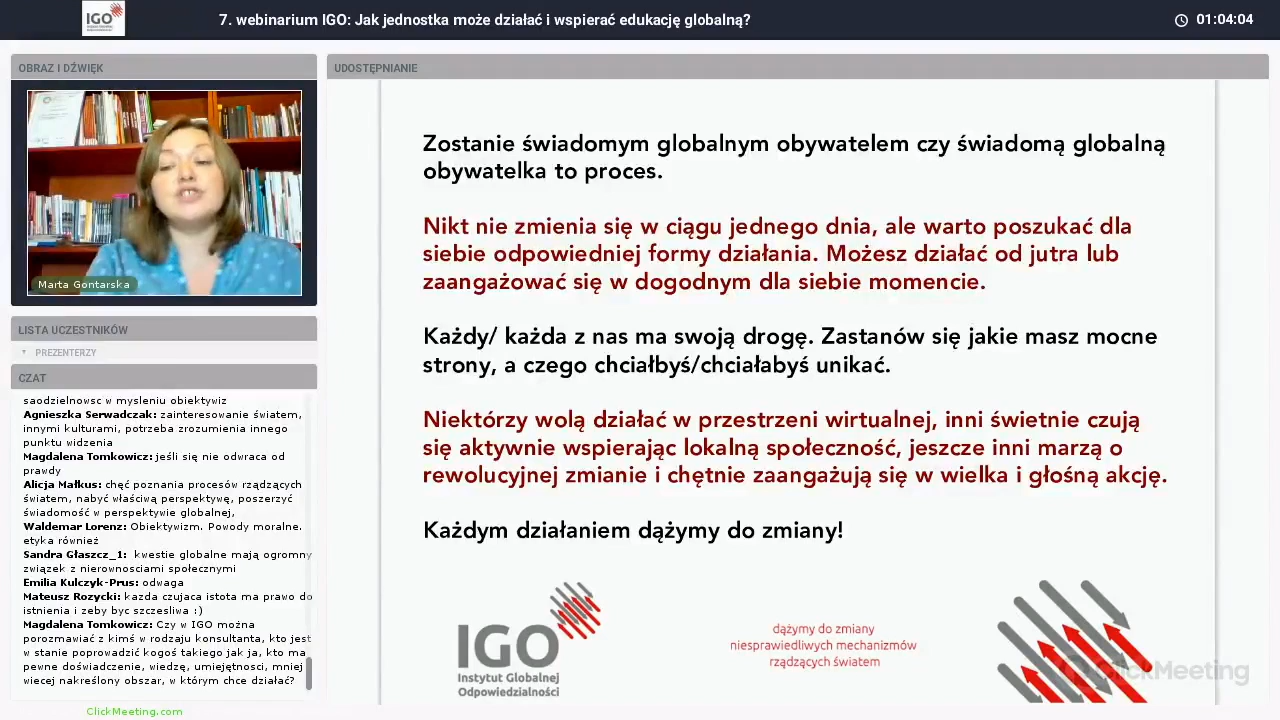 IGO
7. webinarium IGO: Jak jednostka może działać i wspierać edukację globalną?
01:04:04
OBRAZ I DŹWIĘK
Marta Gontarska
LISTA UCZESTNIKÓW
PREZENTERZY
CZAT
saodzielnowsc w mysleniu obiektywiz
Agnieszka Serwadczak: zainteresowanie światem,
innymi kulturami, potrzeba zrozumienia innego
punktu widzenia
Magdalena Tomkowicz: jeśli się nie odwraca od
prawdy
Alicja Małkus: chęć poznania procesów rządzących
światem, nabyć właściwą perspektywę, poszerzyć
świadomość w perspektywie globalnej,
Waldemar Lorenz: Obiektywizm. Powody moralne.
etyka również
Sandra Głaszcz_1: kwestie globalne mają ogromny
związek z nierownosciami społecznymi
Emilia Kulczyk-Prus: odwaga
Mateusz Rozycki: kazda czujaca istota ma prawo do
istnienia i zeby byc szczesliwa :)
Magdalena Tomkowicz: Czy w IGO można
porozmawiać z kimś w rodzaju konsultanta, kto jest
w stanie poprowadzić kogoś takiego jak ja, kto ma
pewne doświadczenie, wiedzę, umiejętnosci, mniej
wiecej nakreślony obszar, w którym chce działać?
ClickMeeting.com
UDOSTĘPNIANIE
Zostanie świadomym globalnym obywatelem czy świadomą globalną
obywatelka to proces.
Nikt nie zmienia się w ciągu jednego dnia, ale warto poszukać dla
siebie odpowiedniej formy działania. Możesz działać od jutra lub
zaangażować się w dogodnym dla siebie momencie.
Każdy/ każda z nas ma swoją drogę. Zastanów się jakie masz mocne
strony, a czego chciałbyś/chciałabyś unikać.
Niektórzy wolą działać w przestrzeni wirtualnej, inni świetnie czują
się aktywnie wspierając lokalną społeczność, jeszcze inni marzą o
rewolucyjnej zmianie i chętnie zaangażują się w wielka i głośną akcję.
Każdym działaniem dążymy do zmiany!
IGO
Instytut Globalnej
Odpowiedzialności
dążymy do zmiany
niesprawiedliwych mechanizmów
rządzących światem
ClickMeeting